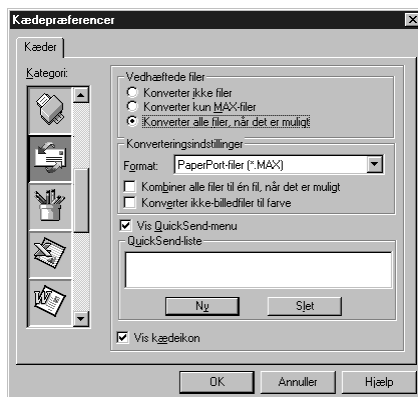 Kædepræferencer
Kæder
Kategori:
Vedhæftede filer
Konverter ikke filer
Konverter kun MAX-filer
Konverter alle filer, når det er muligt
Konverteringsindstillinger
Format: PaperPort-filer (*.MAX)
Kombiner alle filer til én fil, når det er muligt
Konverter ikke-billedfiler til farve
Vis QuickSend-menu
QuickSend-liste
Ny Slet
Vis kædeikon
OK Annuller Hjælp